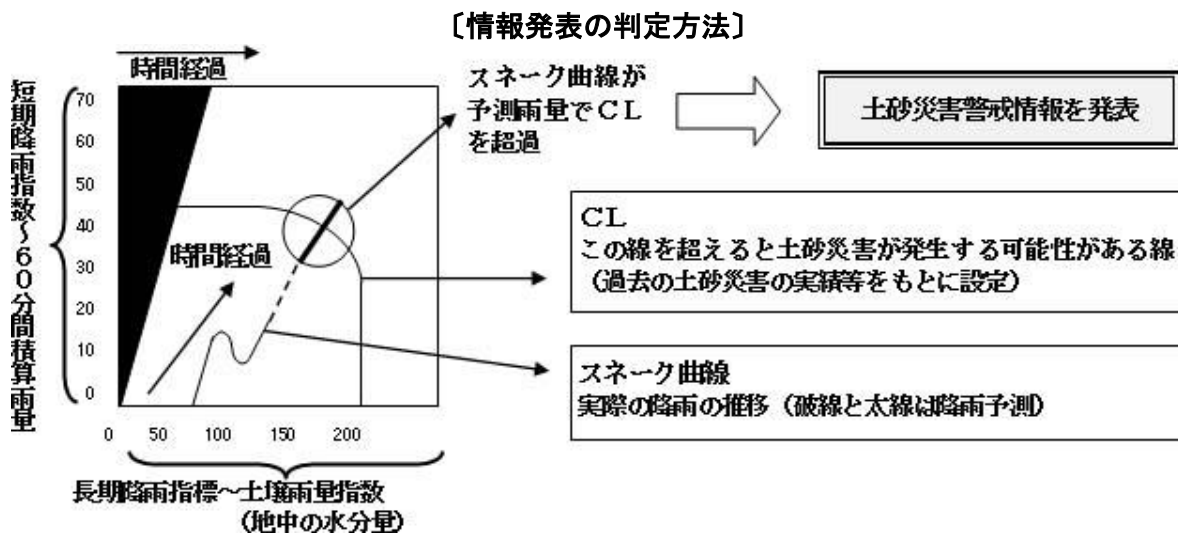 〔情報発表の判定方法〕
時間経過
短期降雨指数～60分間積算雨量
70
60
50
40
30
20
10
0
時間経過
0 50 100 150 200
長期降雨指標～土壌雨量指数
(地中の水分量)
スネーク曲線が
予測雨量でCL
を超過
土砂災害警戒情報を発表
CL
この線を超えると土砂災害が発生する可能性がある線
(過去の土砂災害の実績等をもとに設定)
スネーク曲線
実際の降雨の推移(破線と太線は降雨予測)